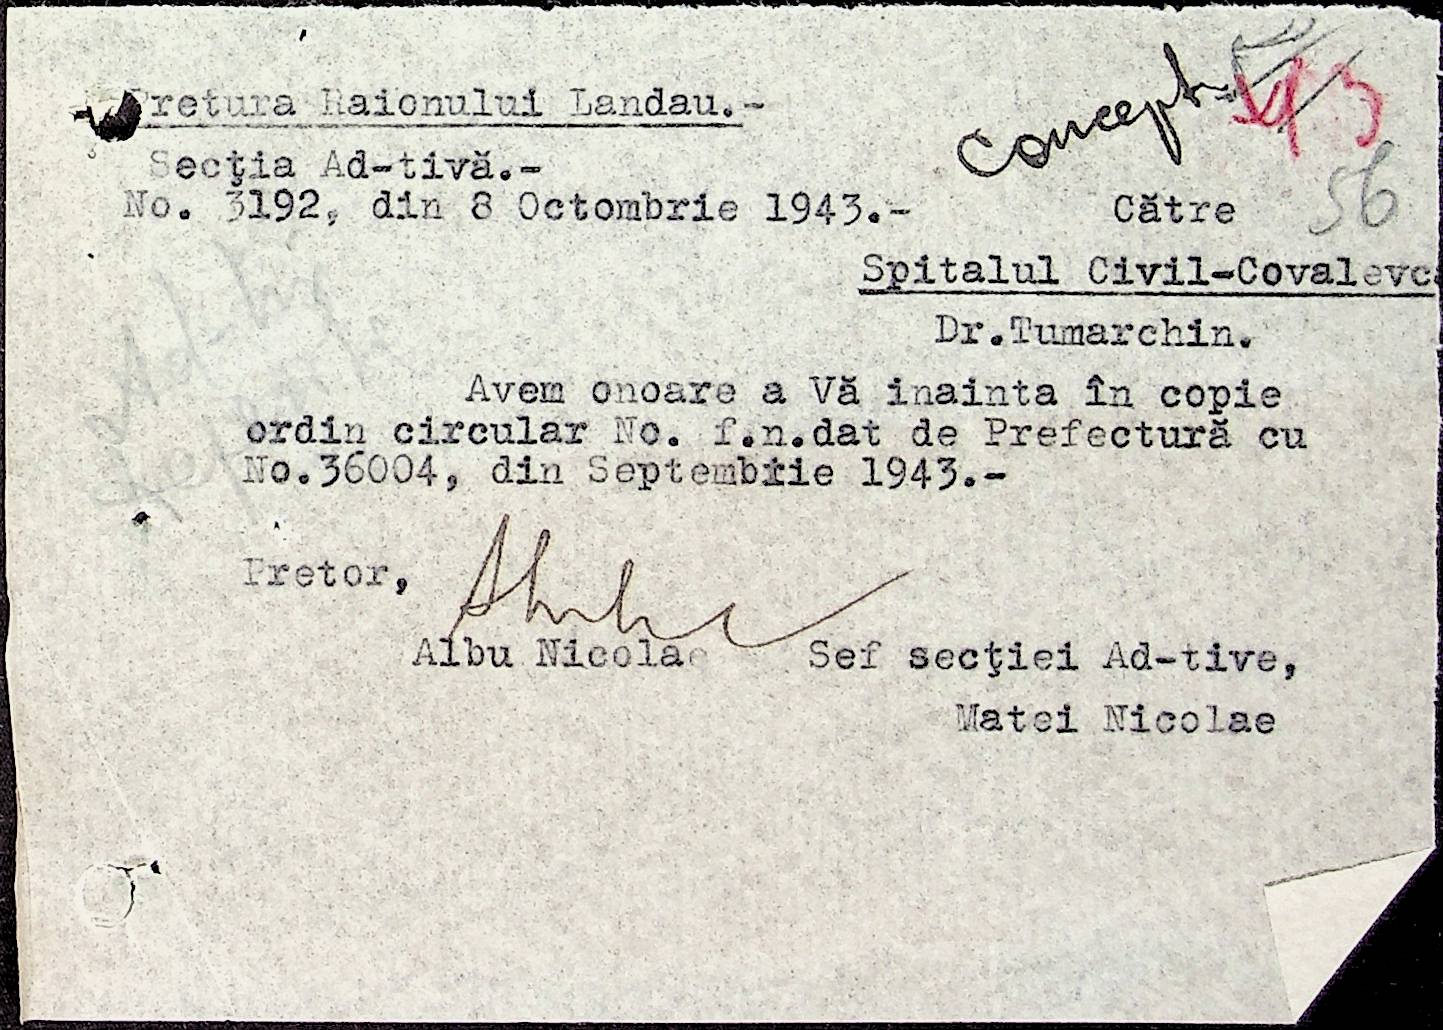 Concept
Pretura Raionului Landau.-
Secţia Ad-tivă.-
No. 3192, din 8 Octombrie 1943.-
56
Către
Spitalul Civil-Covalevca
Dr.Tumarchin.
Avem onoare a Vă inainta în copie
ordin circular No. f.n.dat de Prefectură cu
No.36004, din Septembrie 1943.-
Pretor,
Albu Nicolae
Sef secţiei Ad-tive,
Matei Nicolae